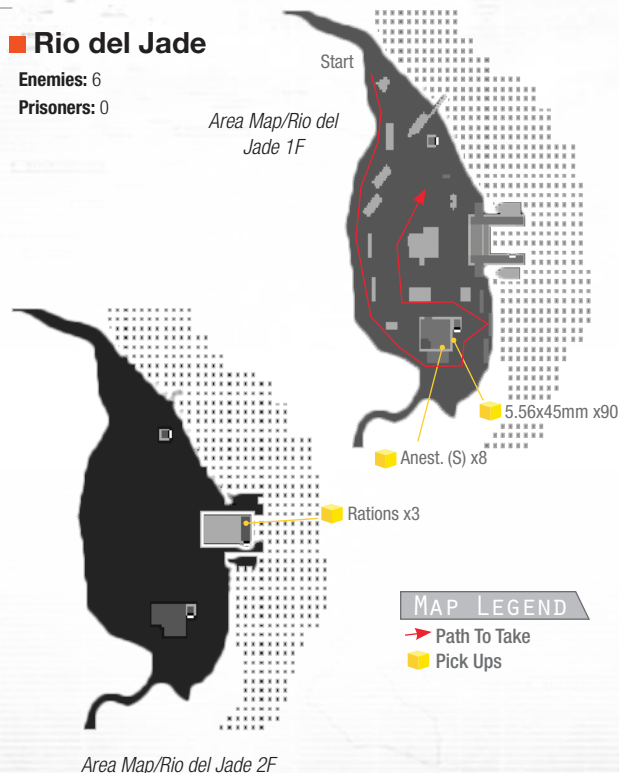 Rio del Jade
Enemies: 6
Prisoners: 0
Start
Area Map/Rio del
Jade 1F
5.56x45mm x90
Anest. (S) x8
Rations x3
MAP LEGEND
Path To Take
Pick Ups
Area Map/Rio del Jade 2F